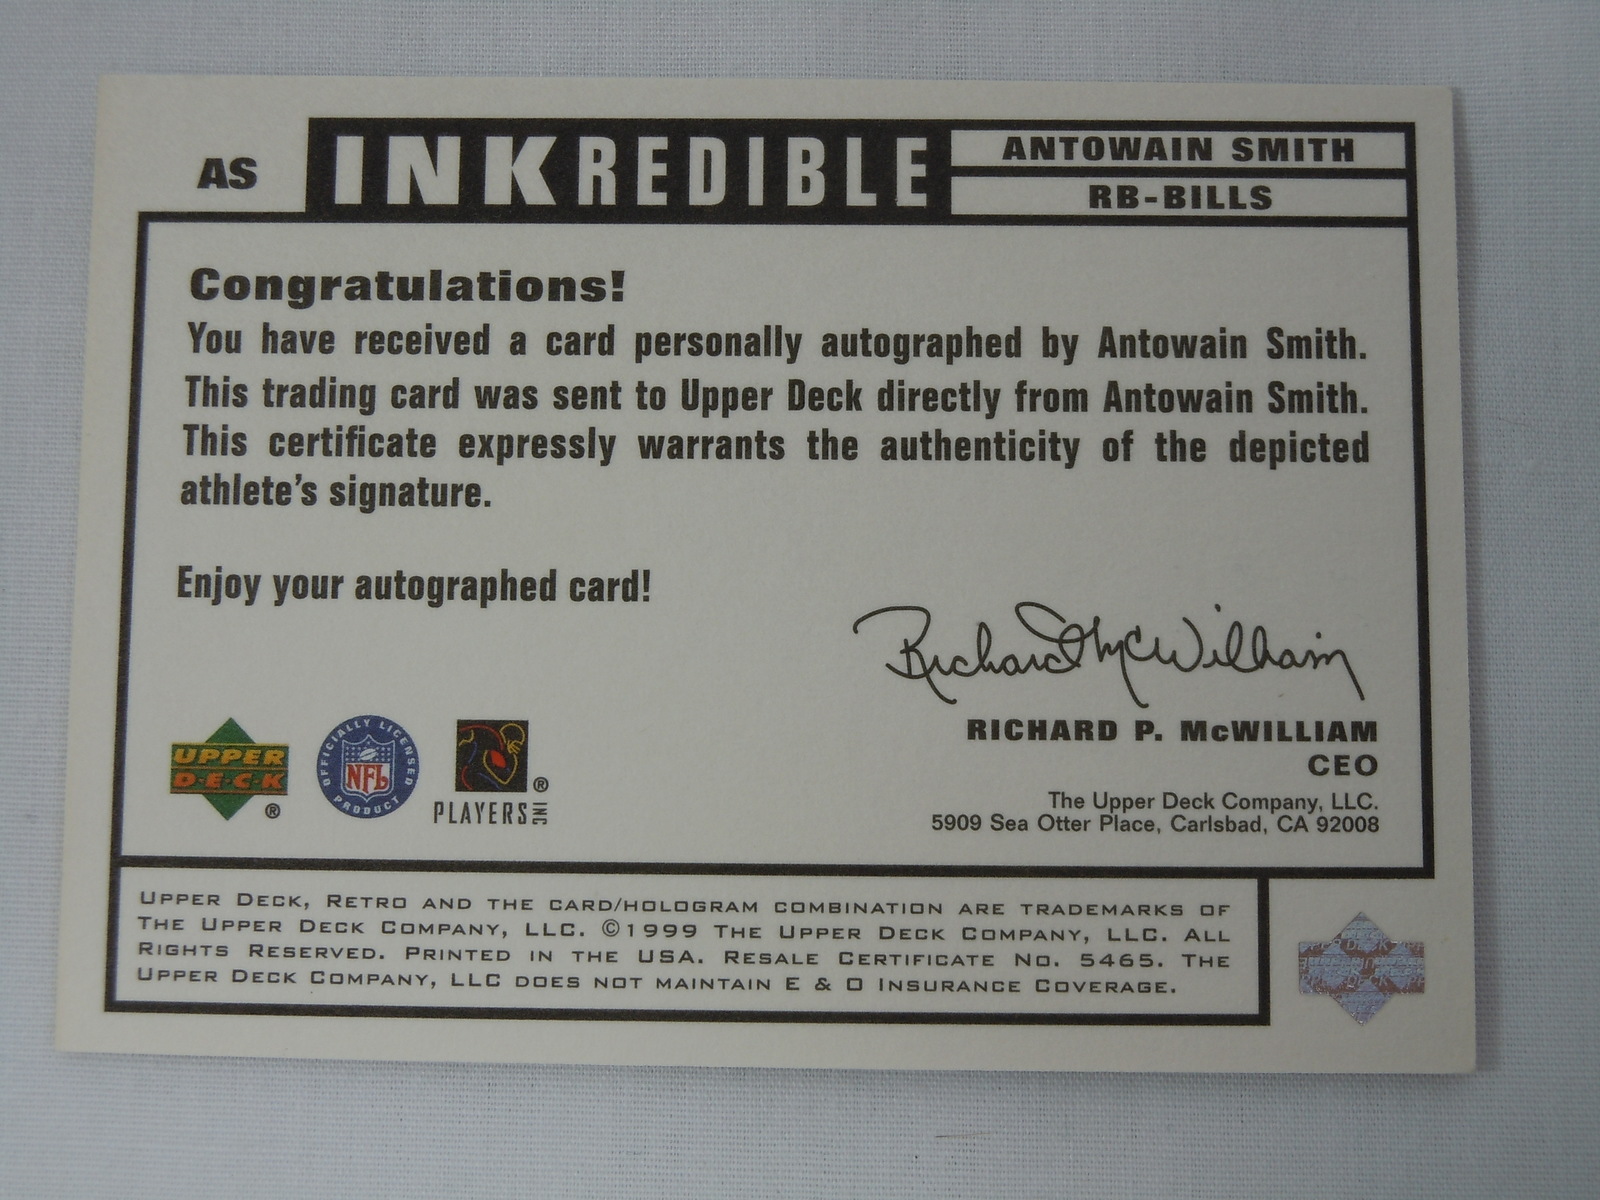 AS
INKREDIBLE
ANTOWAIN SMITH
RB-BILLS
Congratulations!
You have received a card personally autographed by Antowain Smith.
This trading card was sent to Upper Deck directly from Antowain Smith.
This certificate expressly warrants the authenticity of the depicted
athlete's signature.
Enjoy your autographed card!
Richard McWilliam
RICHARD P. McWILLIAM
CEO
The Upper Deck Company, LLC.
5909 Sea Otter Place, Carlsbad, CA 92008
UPPER
DECK
®
OFFICIALLY LICENSED
NFL
PRODUCT
®
PLAYERS INC
UPPER DECK, RETRO AND THE CARD/HOLOGRAM COMBINATION ARE TRADEMARKS OF
THE UPPER DECK COMPANY, LLC. ©1999 THE UPPER DECK COMPANY, LLC. ALL
RIGHTS RESERVED. PRINTED IN THE USA. RESALE CERTIFICATE NO. 5465. THE
UPPER DECK COMPANY, LLC DOES NOT MAINTAIN E & O INSURANCE COVERAGE.